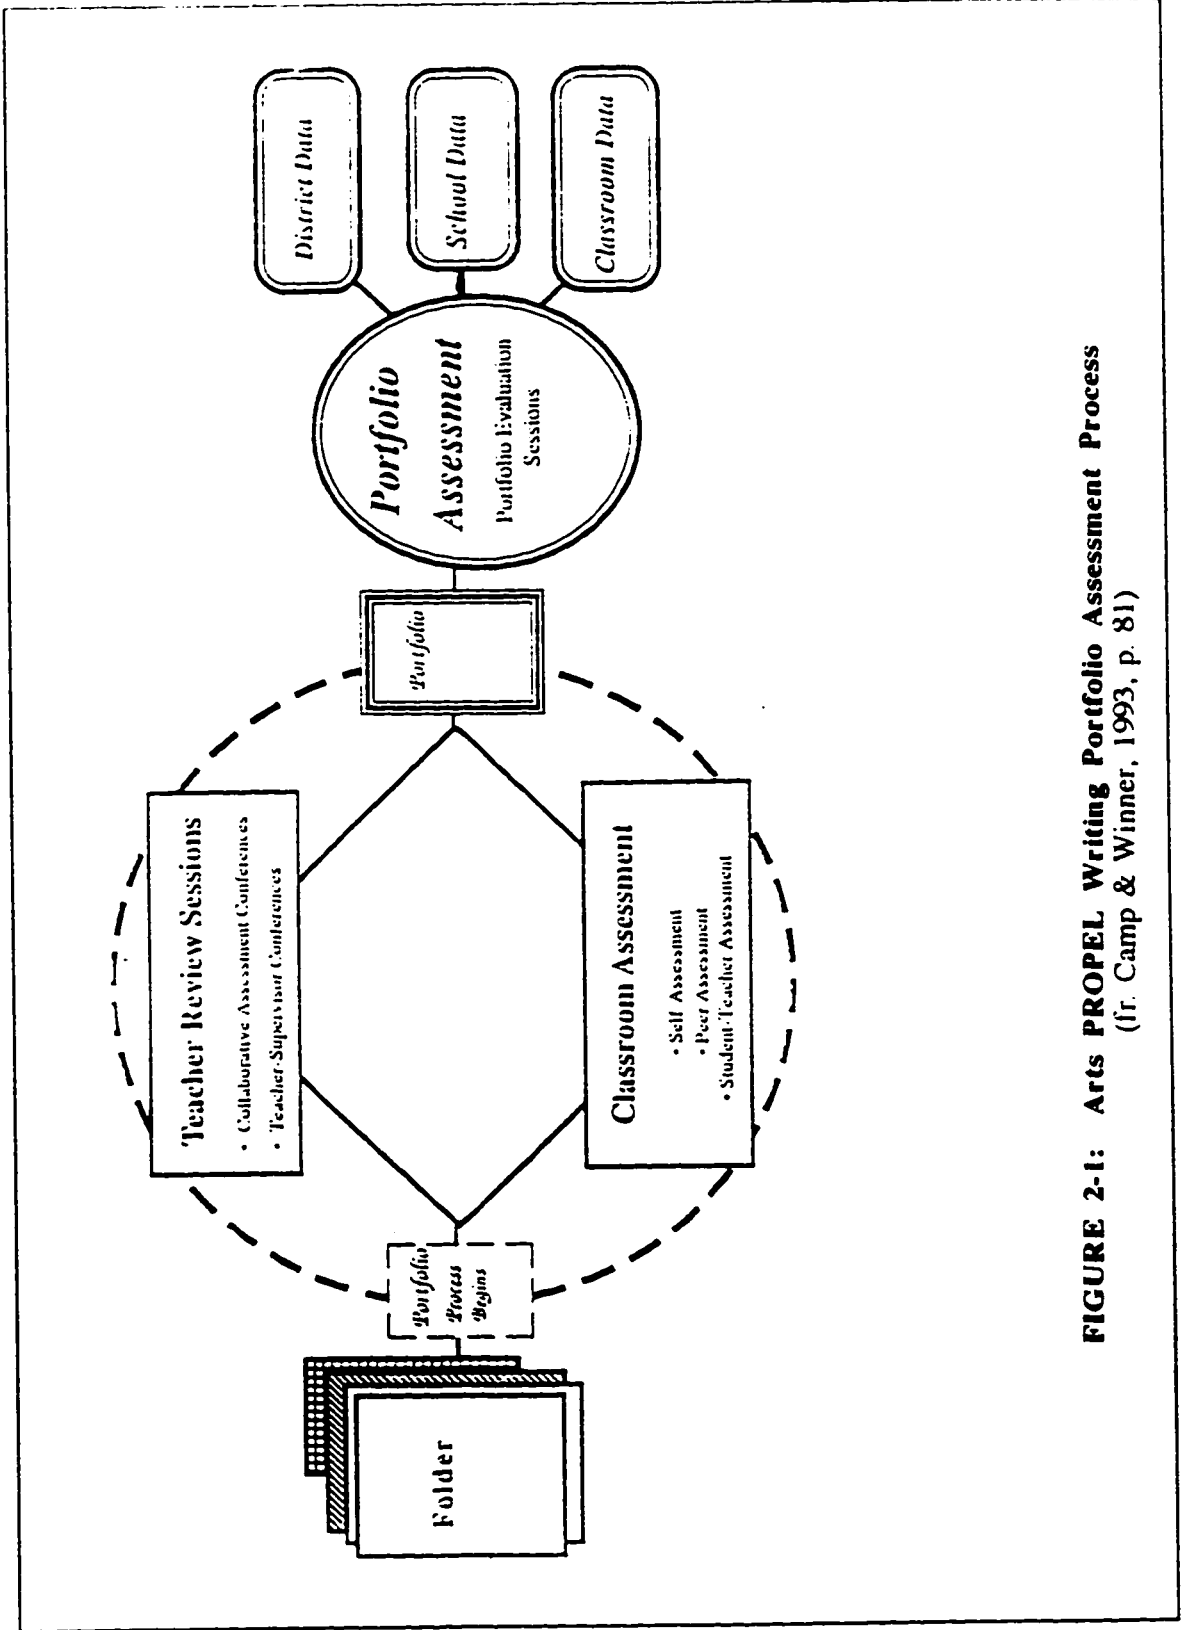 Folder
Portfolio
Process
Begins
Teacher Review Sessions
• Collaborative Assessment Conferences
• Teacher-Supervisor Conferences
Classroom Assessment
• Self Assessment
• Peer Assessment
• Student-Teacher Assessment
Portfolio
Portfolio
Assessment
Portfolio Evaluation
Sessions
District Data
School Data
Classroom Data
FIGURE 2-1: Arts PROPEL Writing Portfolio Assessment Process
(fr. Camp & Winner, 1993, p. 81)